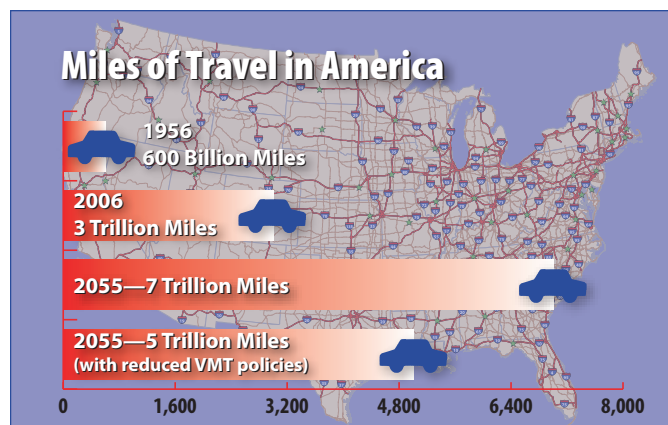 Miles of Travel in America
1956
600 Billion Miles
2006
3 Trillion Miles
2055—7 Trillion Miles
2055—5 Trillion Miles
(with reduced VMT policies)
0 1,600 3,200 4,800 6,400 8,000